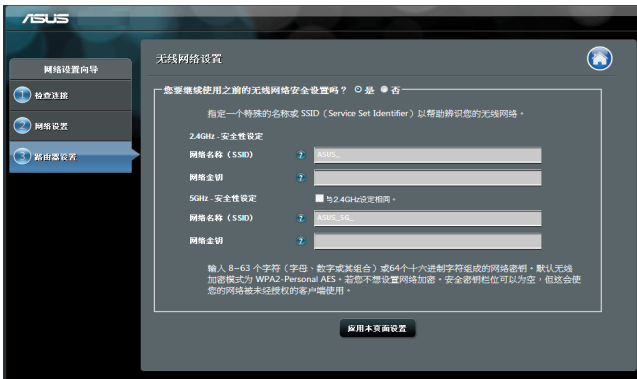 ASUS
网络设置向导
1 检查连接
2 网络设置
3 路由器设置
无线网络设置
您要继续使用之前的无线网络安全设置吗？ 是 否
指定一个特殊的名称或 SSID（Service Set Identifier）以帮助辨识您的无线网络。
2.4GHz - 安全性设定
网络名称（SSID） ASUS_
网络金钥
5GHz - 安全性设定 与2.4GHz设定相同。
网络名称（SSID） ASUS_5G_
网络金钥
输入 8-63 个字符（字母、数字或其组合）或64个十六进制字符组成的网络密钥。默认无线
加密模式为 WPA2-Personal AES。若您不想设置网络加密，安全密钥栏位可以为空，但这会使
您的网络被未经授权的客户端使用。
应用本页面设置